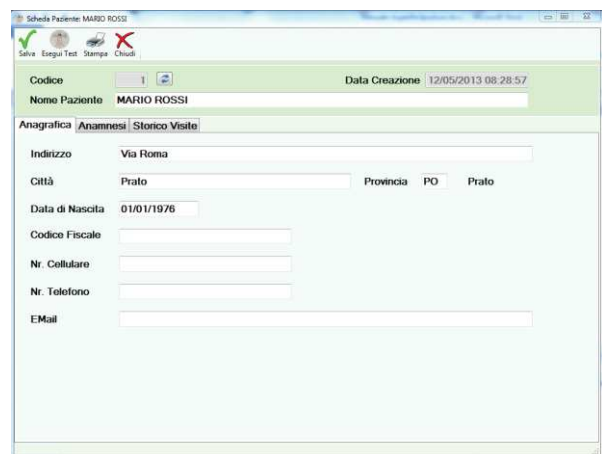 Scheda Paziente: MARIO ROSSI
Salva Esegui Test Stampa Chiudi
Codice 1 Data Creazione 12/05/2013 08:28:57
Nome Paziente MARIO ROSSI
Anagrafica Anamnesi Storico Visite
Indirizzo Via Roma
Città Prato Provincia PO Prato
Data di Nascita 01/01/1976
Codice Fiscale
Nr. Cellulare
Nr. Telefono
EMail